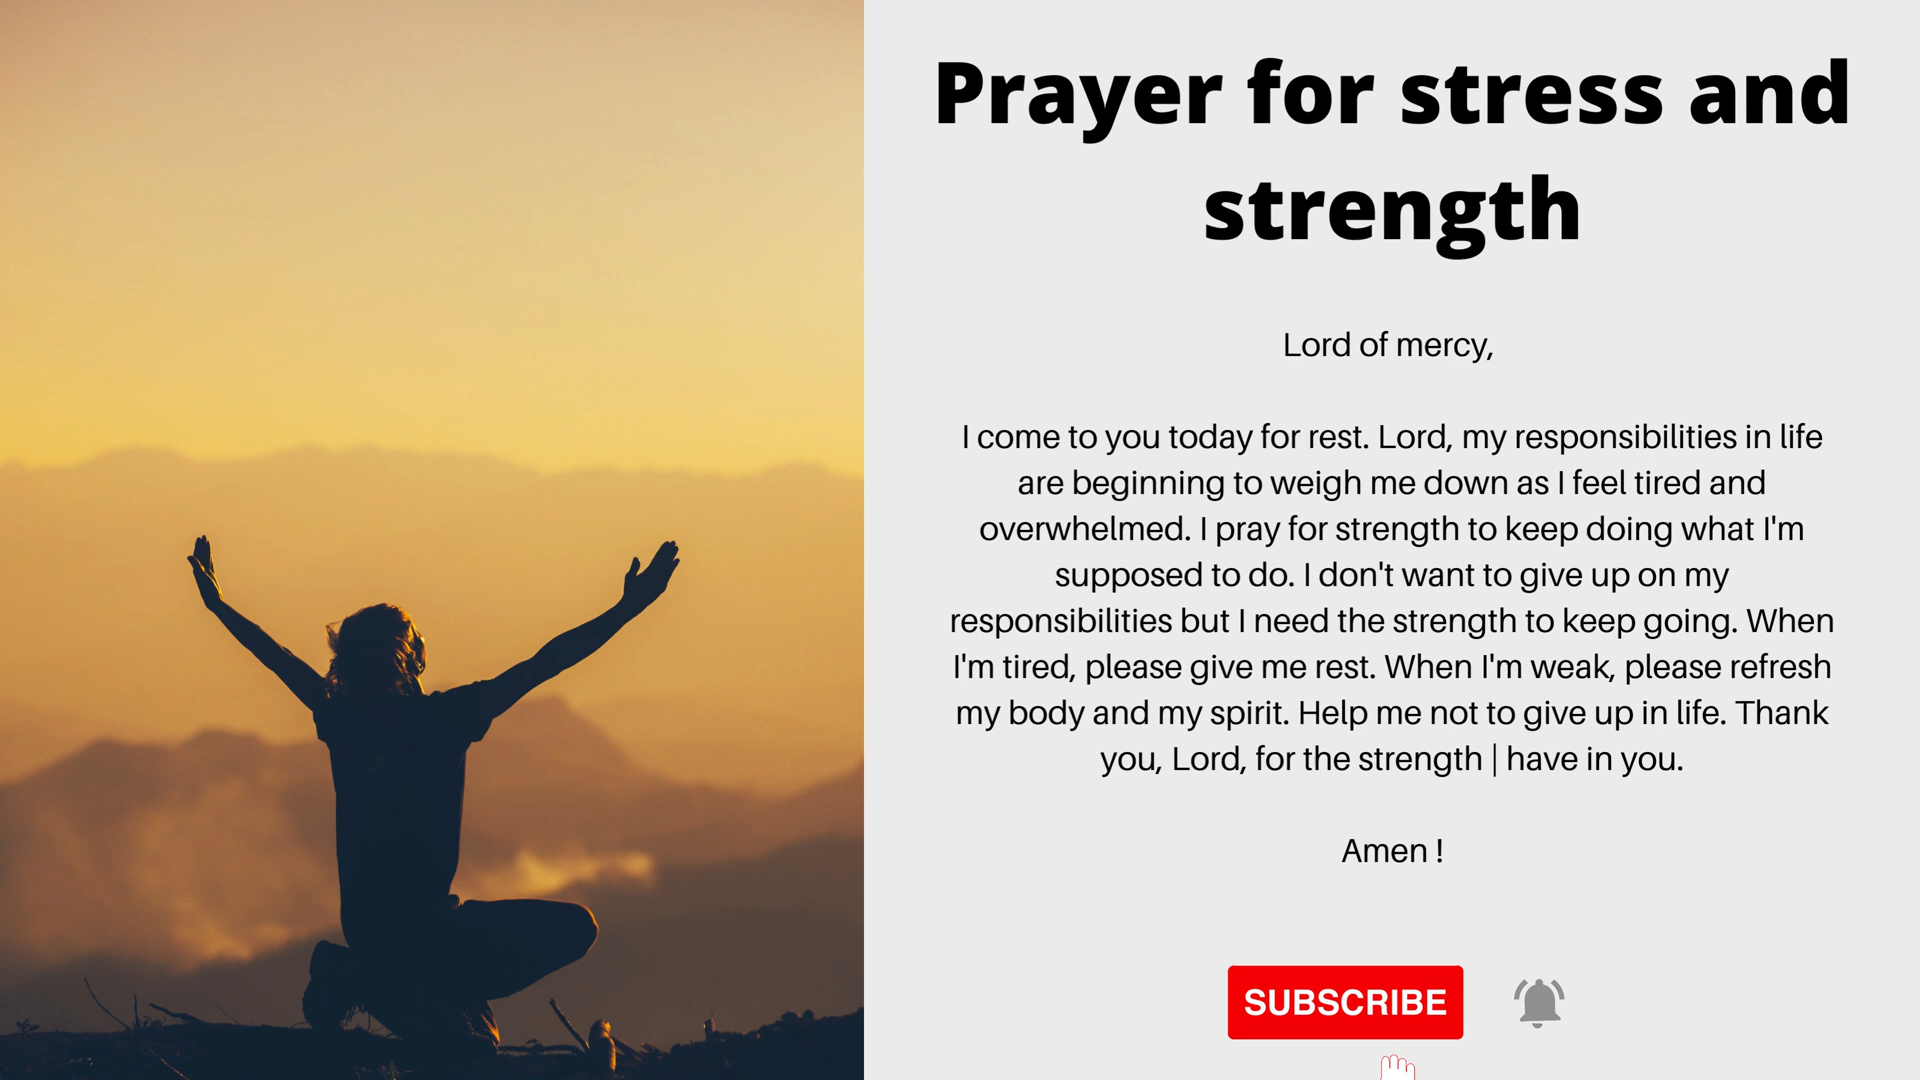 Prayer for stress and
strength
Lord of mercy,
I come to you today for rest. Lord, my responsibilities in life
are beginning to weigh me down as I feel tired and
overwhelmed. I pray for strength to keep doing what I'm
supposed to do. I don't want to give up on my
responsibilities but I need the strength to keep going. When
I'm tired, please give me rest. When I'm weak, please refresh
my body and my spirit. Help me not to give up in life. Thank
you, Lord, for the strength | have in you.
Amen !
SUBSCRIBE